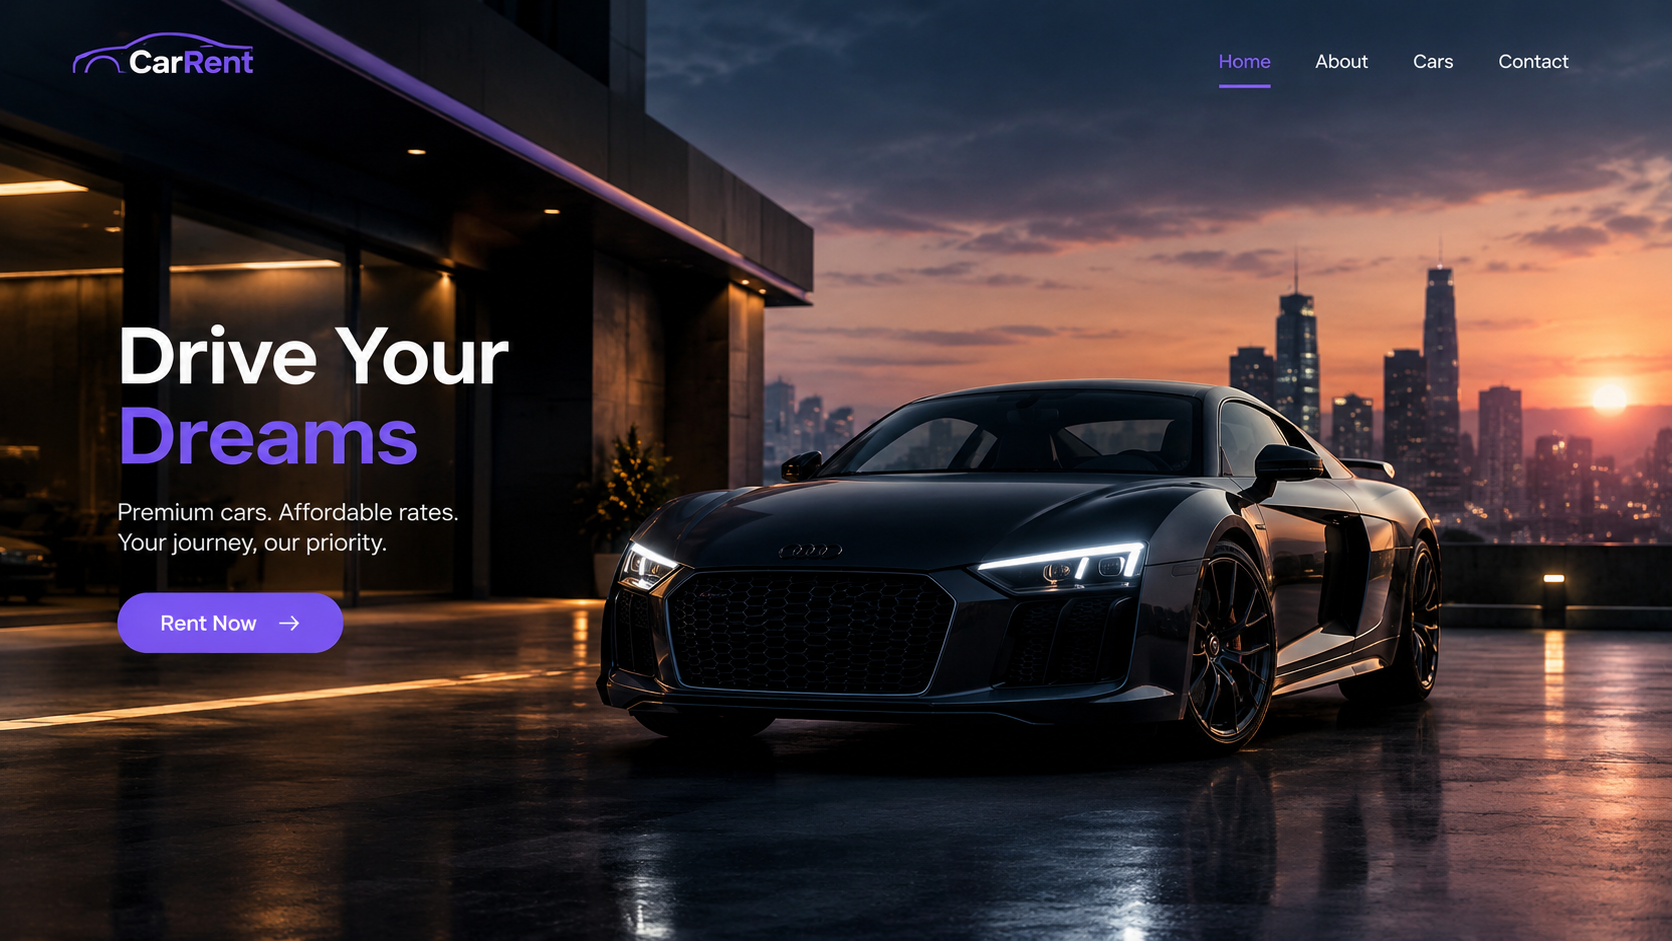 CarRent
Home
About
Cars
Contact
Drive Your
Dreams
Premium cars. Affordable rates.
Your journey, our priority.
Rent Now